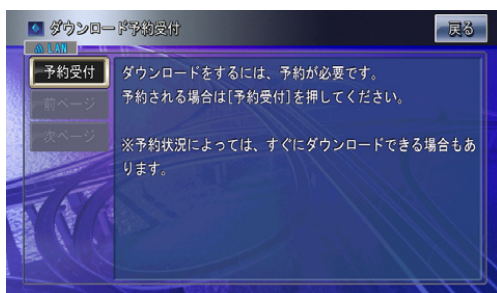 ダウンロード予約受付
戻る
LAN
予約受付
ダウンロードをするには、予約が必要です。
予約される場合は[予約受付]を押してください。
前ページ
次ページ
※予約状況によっては、すぐにダウンロードできる場合もあ
ります。